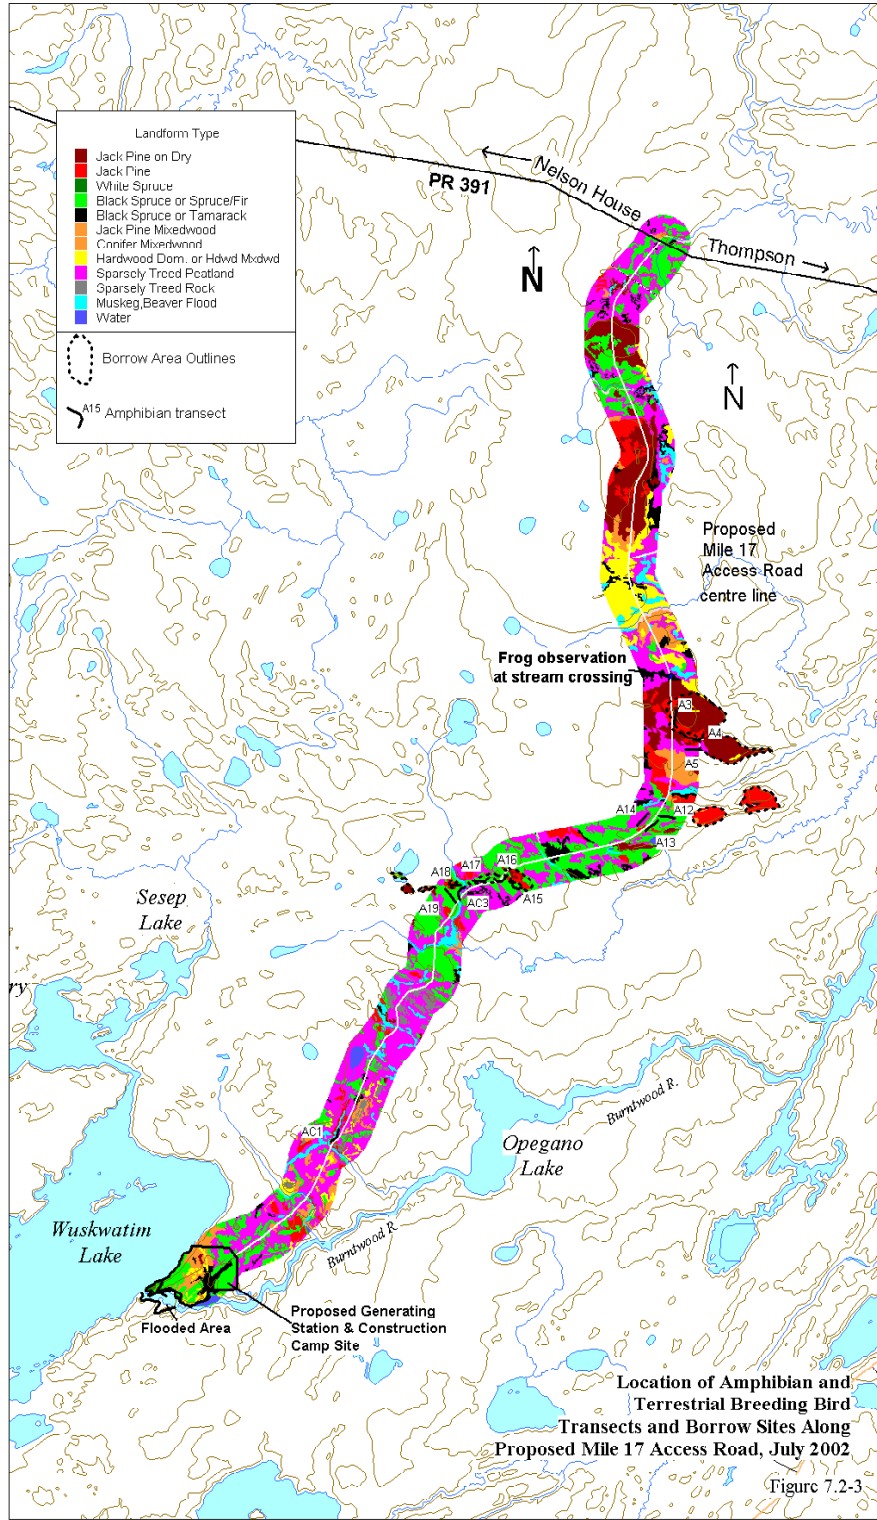 Landform Type
Jack Pine on Dry
Jack Pine
White Spruce
Black Spruce or Spruce/Fir
Black Spruce or Tamarack
Jack Pine Mixedwood
Conifer Mixedwood
Hardwood Dom. or Hdwd Mxdwd
Sparsely Treed Peatland
Sparsely Treed Rock
Muskeg,Beaver Flood
Water
Borrow Area Outlines
A15 Amphibian transect
PR 391
Nelson House
Thompson
N
N
Proposed
Mile 17
Access Road
centre line
Frog observation
at stream crossing
A3
A4
A5
A14
A12
A13
A16
A17
A18
A19
AC3
A15
Sesep
Lake
ry
AC1
Opegano
Lake
Burntwood R.
Wuskwatim
Lake
Burntwood R
Flooded Area
Proposed Generating
Station & Construction
Camp Site
Location of Amphibian and
Terrestrial Breeding Bird
Transects and Borrow Sites Along
Proposed Mile 17 Access Road, July 2002
Figure 7.2-3